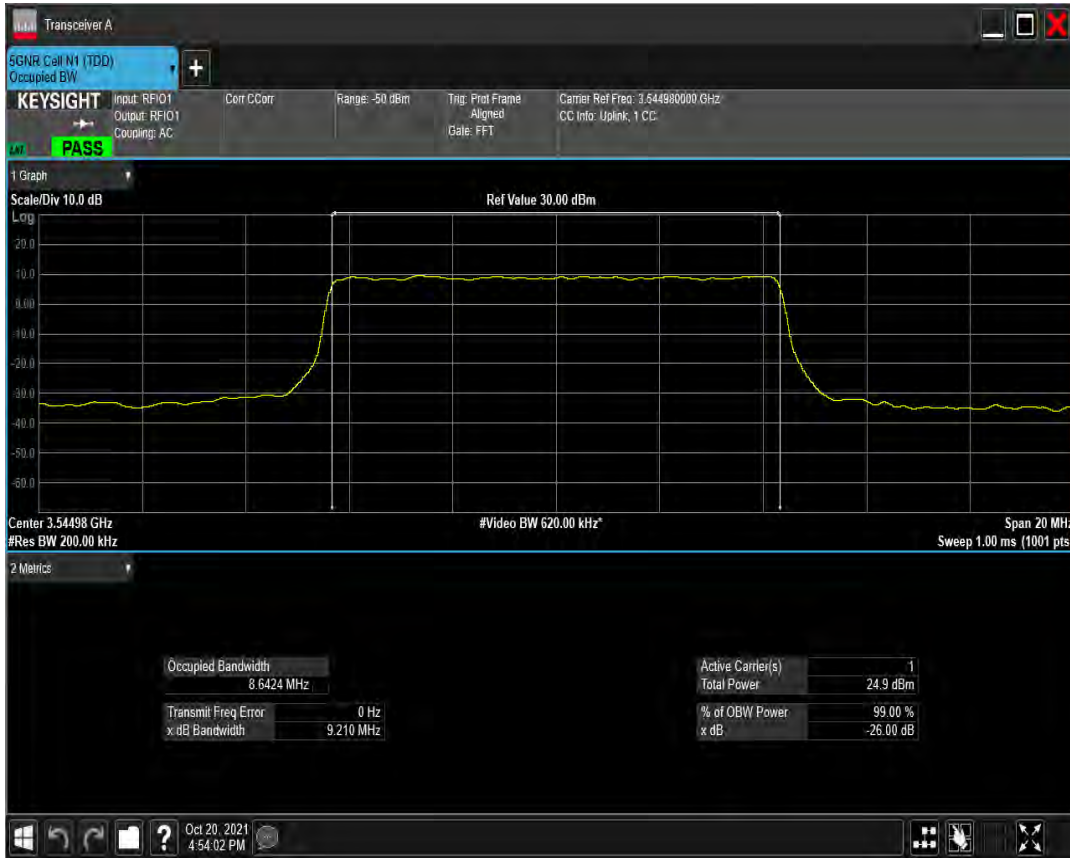 Transceiver A
5GNR Cell N1 (TDD)
Occupied BW
+
KEYSIGHT
Input: RFIO1
Output: RFIO1
Coupling: AC
Corr CCorr
Range: -50 dBm
Trig: Prot Frame
Aligned
Gate: FFT
Carrier Ref Freq: 3.544980000 GHz
CC Info: Uplink, 1 CC
PASS
1 Graph
Scale/Div 10.0 dB
Ref Value 30.00 dBm
Log
20.0
10.0
0.00
-10.0
-20.0
-30.0
-40.0
-50.0
-60.0
Center 3.54498 GHz
#Video BW 620.00 kHz*
Span 20 MHz
#Res BW 200.00 kHz
Sweep 1.00 ms (1001 pts
2 Metrics
Occupied Bandwidth
8.6424 MHz
Transmit Freq Error 0 Hz
x dB Bandwidth 9.210 MHz
Active Carrier(s) 1
Total Power 24.9 dBm
% of OBW Power 99.00 %
x dB -26.00 dB
?
Oct 20, 2021
4:54:02 PM